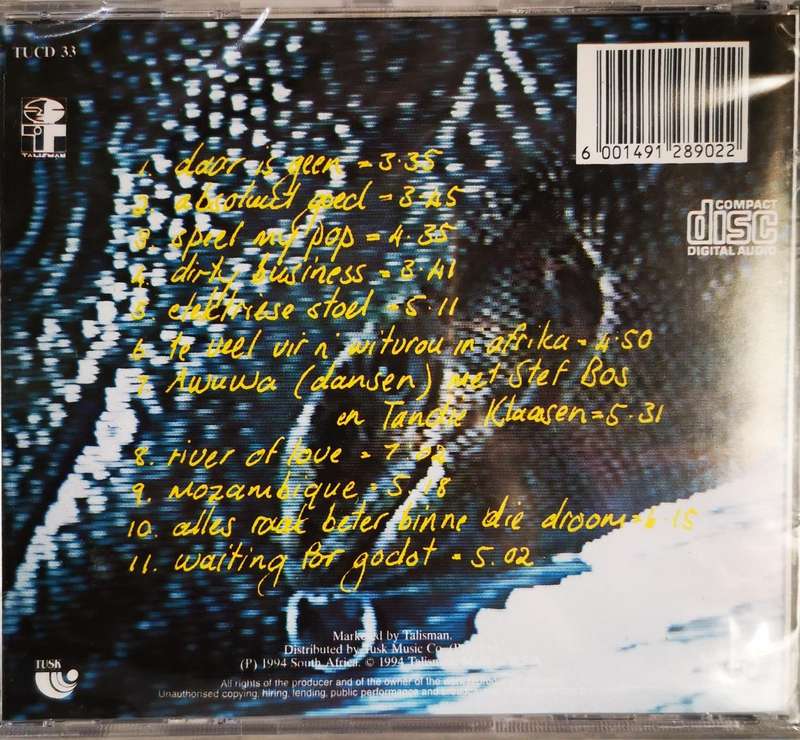 TUCD 33
TALISMAN
6 001491 289022
COMPACT
disc
DIGITAL AUDIO
1. daar is geen = 3.35
2. absoluut goed = 3.45
3. speel my pop = 4.35
4. dirty business = 3.41
5. elektriese stoel = 5.11
6. te veel vir n' witvrou in afrika = 4.50
7. Awuwa (dansen) met Stef Bos
en Tandie Klaasen = 5.31
8. river of love = 7.02
9. mozambique = 5.18
10. alles raak beter binne die droom = 6.15
11. waiting for godot = 5.02
Marketed by Talisman.
Distributed by Tusk Music Co.
(P) 1994 South Africa. © 1994
TUSK
All rights of the producer and of the owner of the work
Unauthorised copying, hiring, lending, public performance and